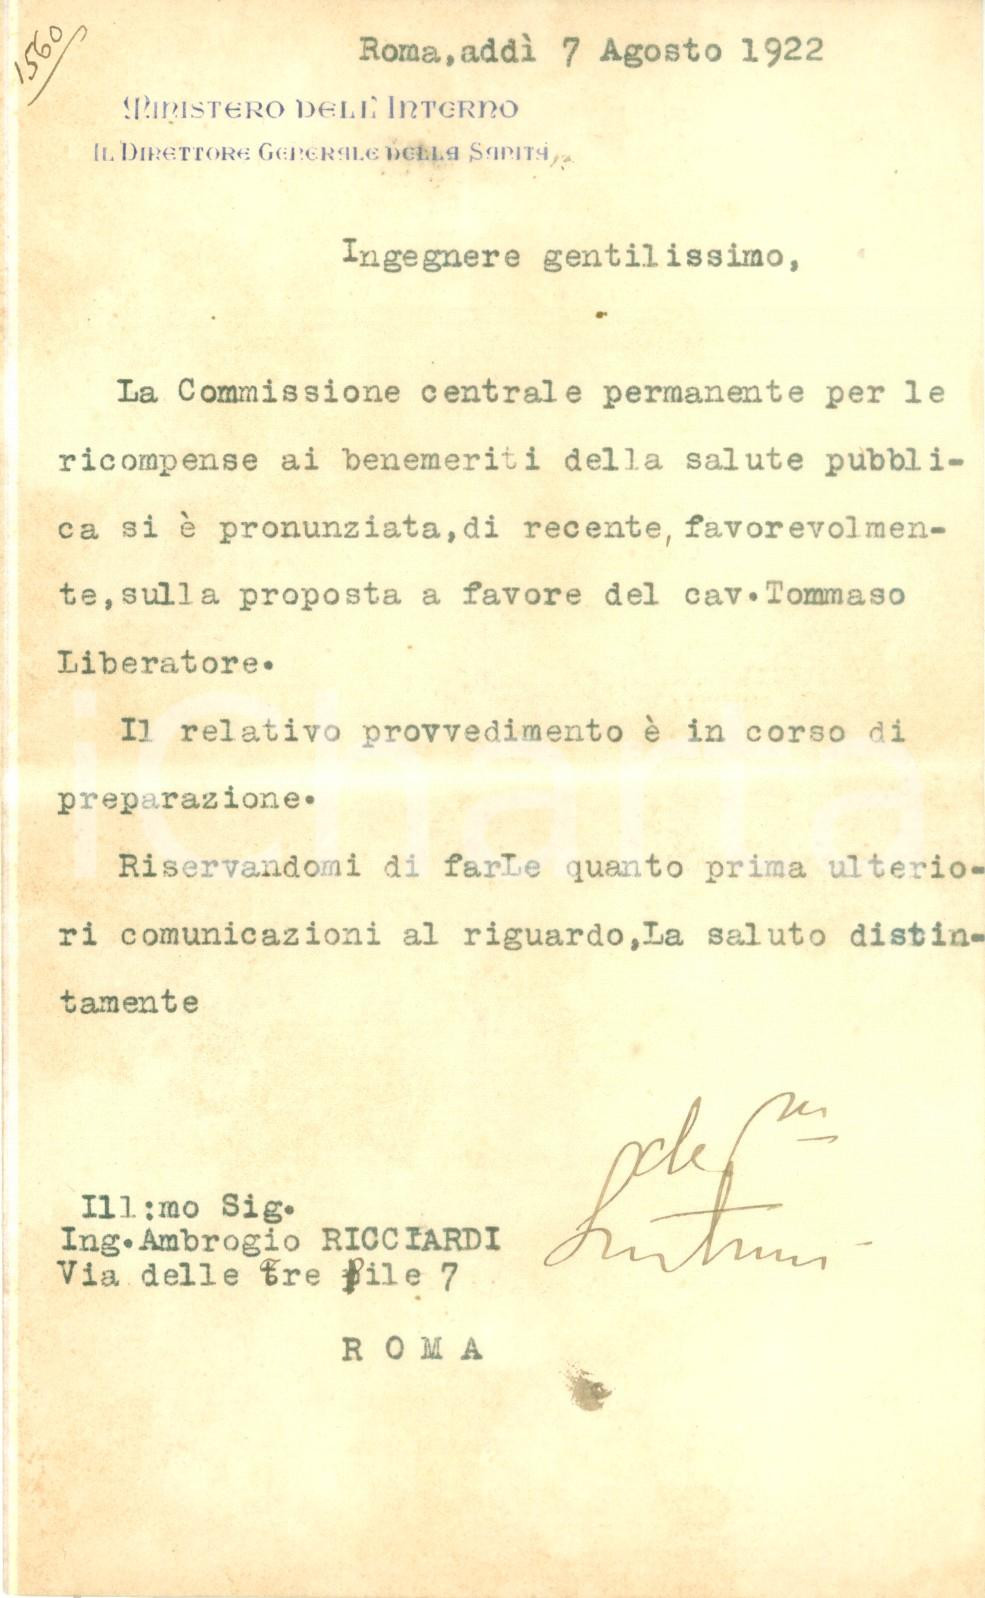 1560
Roma,addì 7 Agosto 1922
Ministero dell'Interno
Il Direttore Generale della Sanità
Ingegnere gentilissimo,
La Commissione centrale permanente per le
ricompense ai benemeriti della salute pubbli-
ca si è pronunziata,di recente,favorevolmen-
te,sulla proposta a favore del cav.Tommaso
Liberatore.
Il relativo provvedimento è in corso di
preparazione.
Riservandomi di farLe quanto prima ulterio-
ri comunicazioni al riguardo,La saluto distin-
tamente
Ill:mo Sig.
Ing.Ambrogio RICCIARDI
Via delle Tre Pile 7
ROMA
iCharta